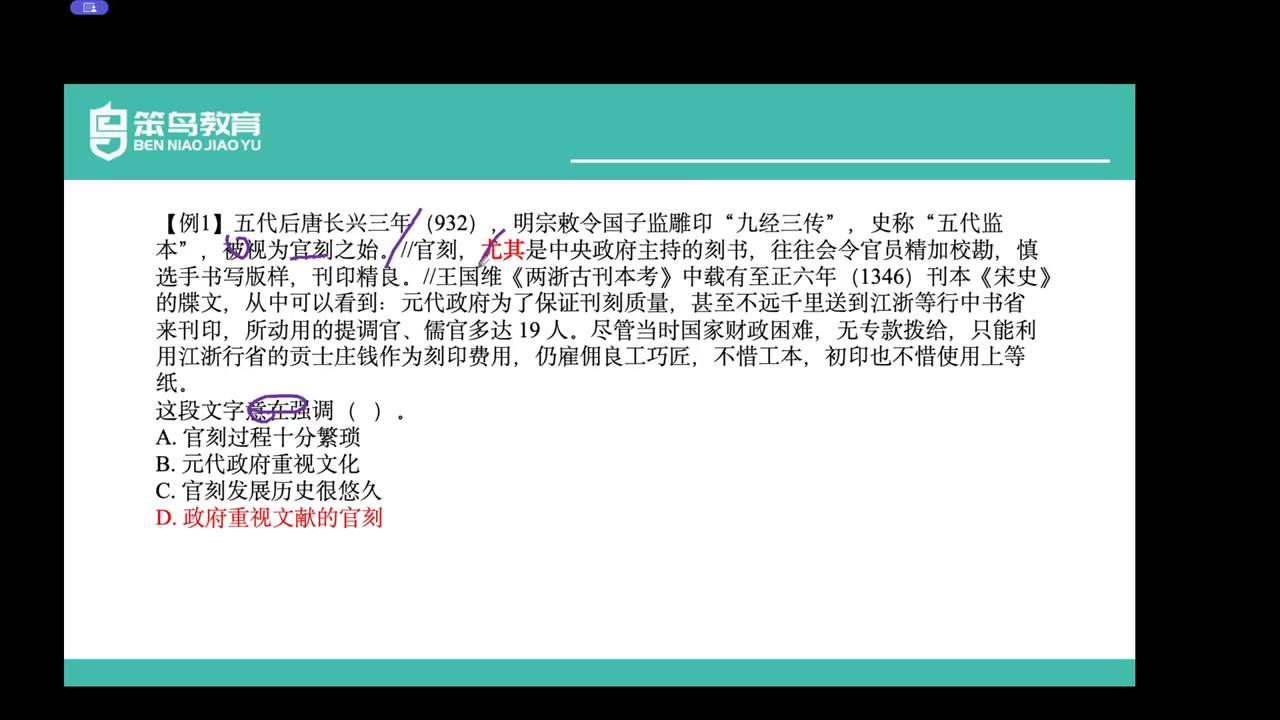 笨鸟教育
BEN NIAO JIAO YU
【例1】五代后唐长兴三年（932），明宗敕令国子监雕印“九经三传”，史称“五代监
本”，被视为官刻之始。//官刻，尤其是中央政府主持的刻书，往往会令官员精加校勘，慎
选手书写版样，刊印精良。//王国维《两浙古刊本考》中载有至正六年（1346）刊本《宋史》
的牒文，从中可以看到：元代政府为了保证刊刻质量，甚至不远千里送到江浙等行中书省
来刊印，所动用的提调官、儒官多达 19 人。尽管当时国家财政困难，无专款拨给，只能利
用江浙行省的贡士庄钱作为刻印费用，仍雇佣良工巧匠，不惜工本，初印也不惜使用上等
纸。
这段文字意在强调（ ）。
A. 官刻过程十分繁琐
B. 元代政府重视文化
C. 官刻发展历史很悠久
D. 政府重视文献的官刻